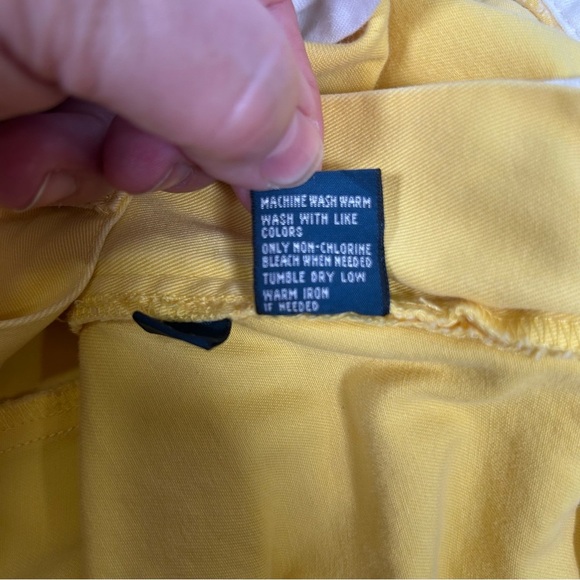 MACHINE WASH WARM
WASH WITH LIKE
COLORS
ONLY NON-CHLORINE
BLEACH WHEN NEEDED
TUMBLE DRY LOW
WARM IRON
IF NEEDED